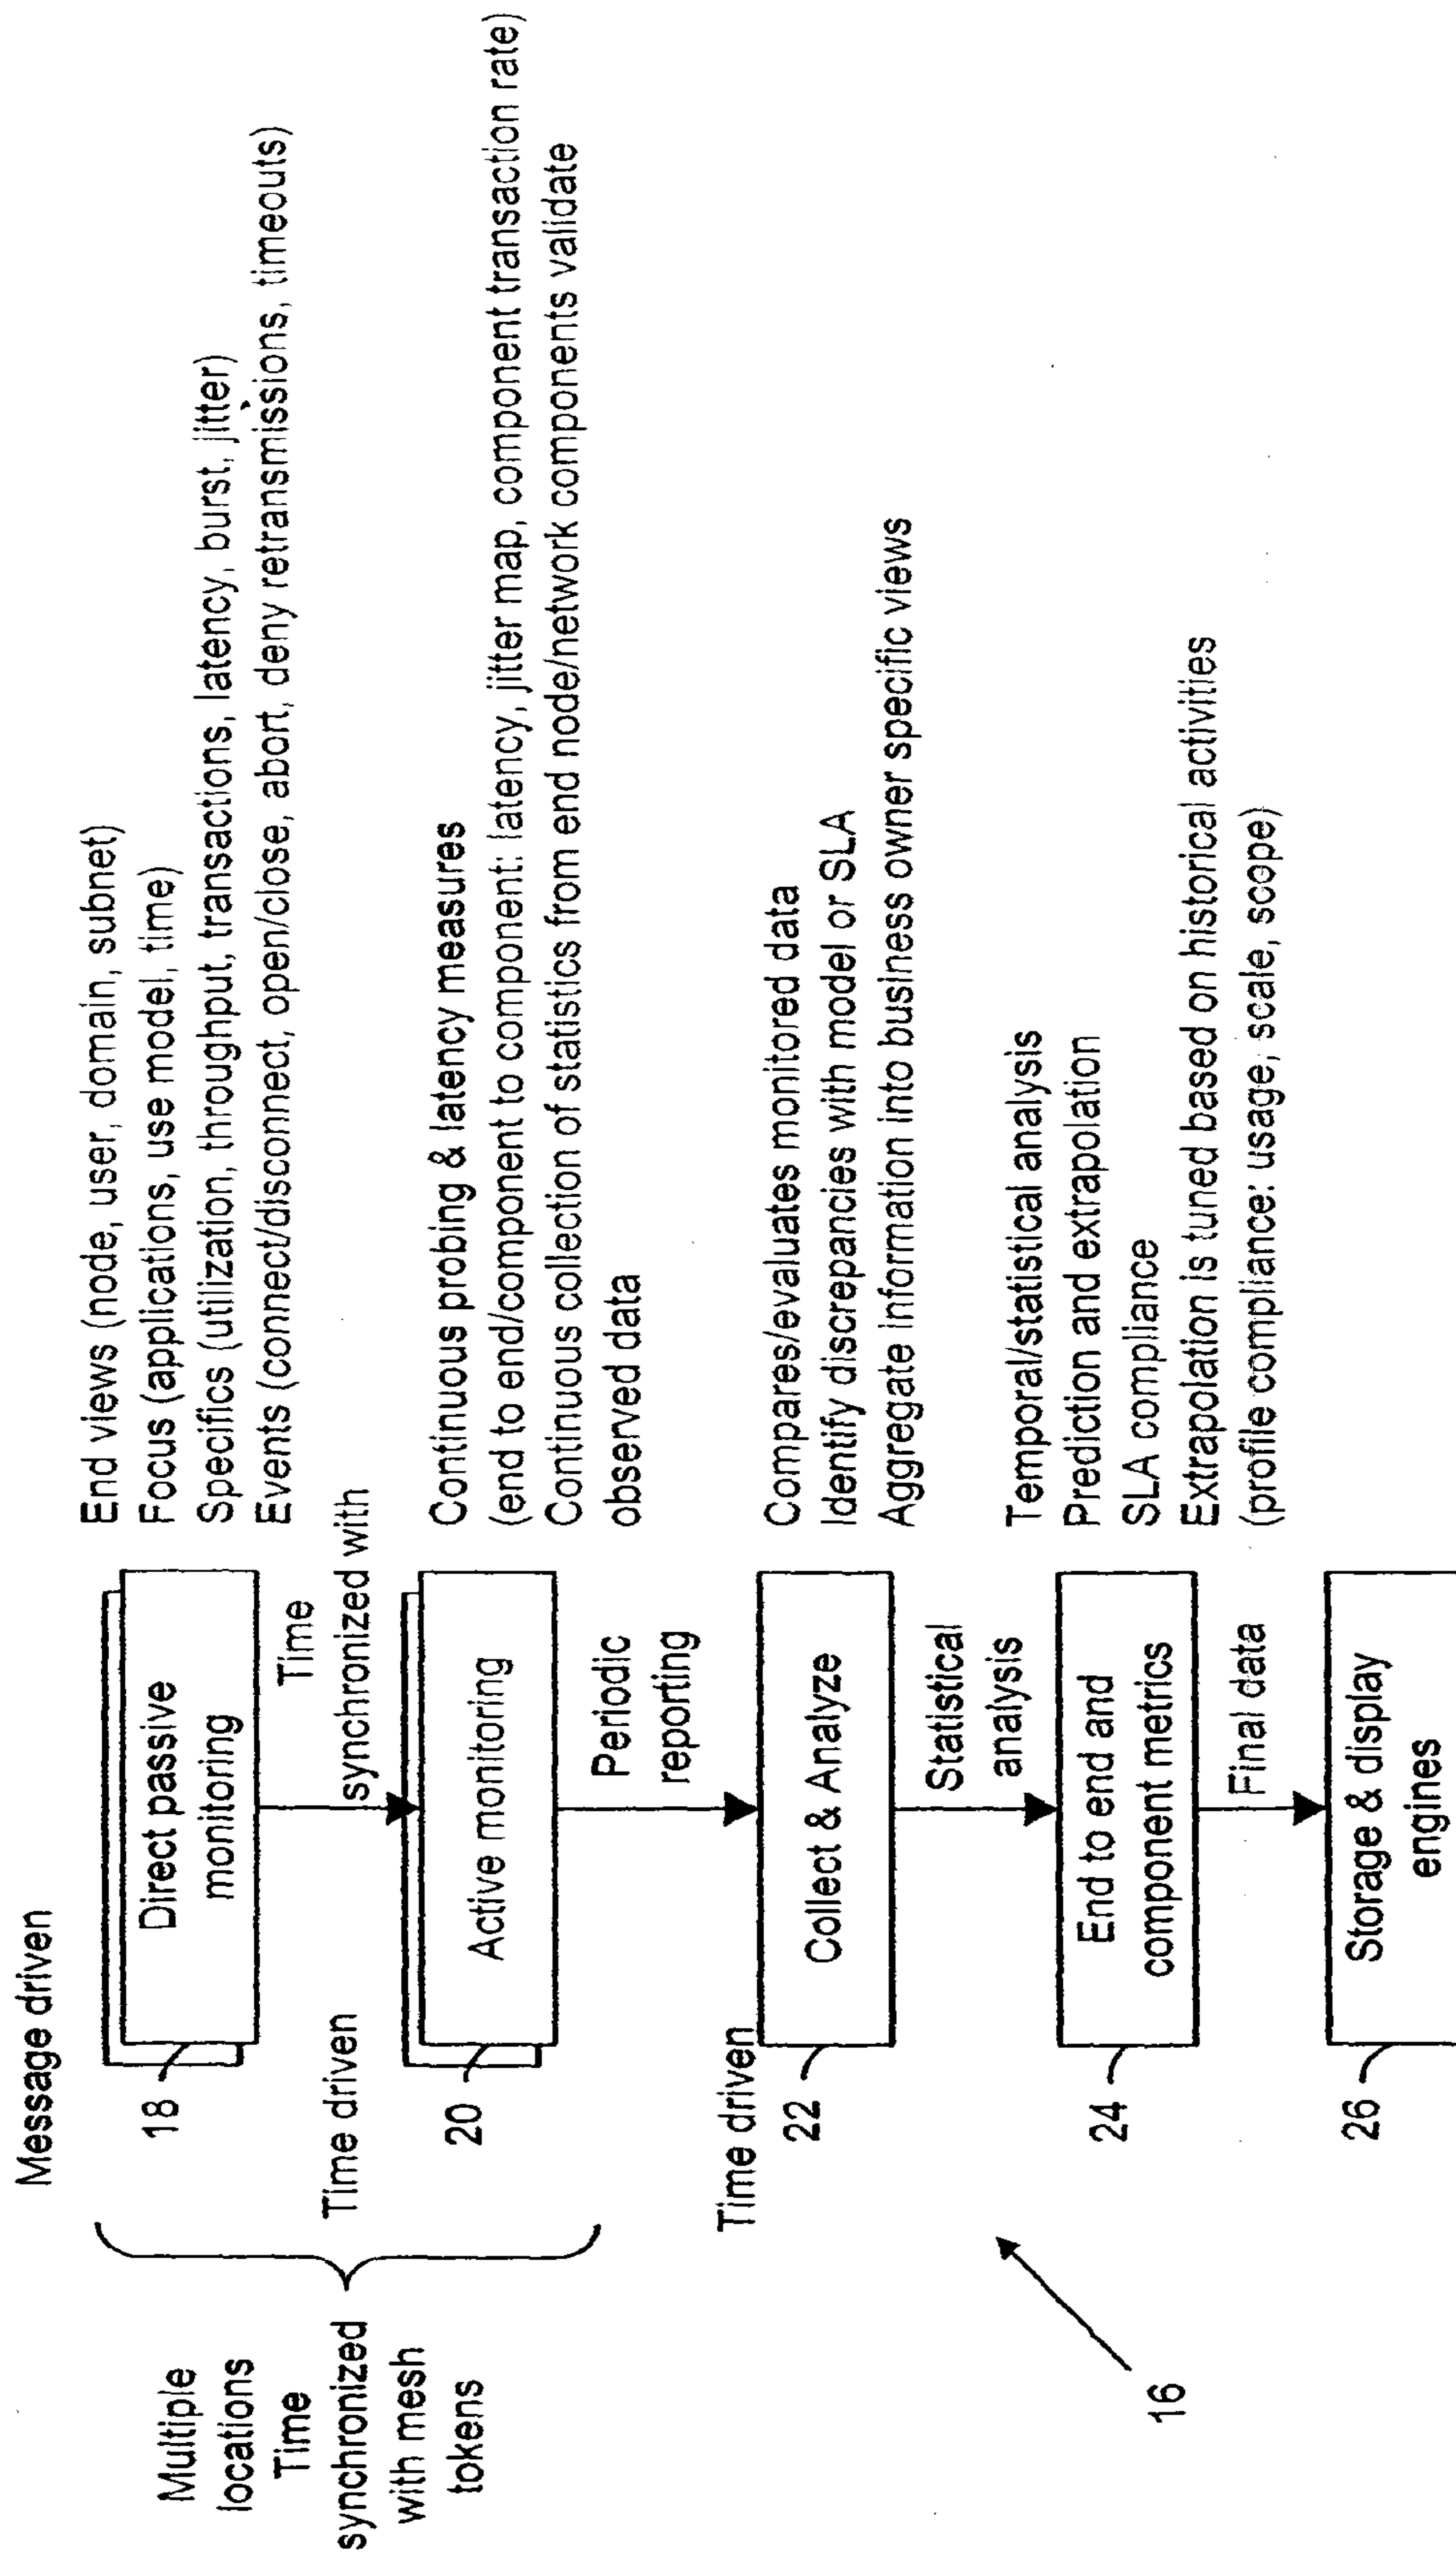 Message driven
Multiple
locations
Time
synchronized
with mesh
tokens
18
Direct passive
monitoring
End views (node, user, domain, subnet)
Focus (applications, use model, time)
Specifics (utilization, throughput, transactions, latency, burst, jitter)
Events (connect/disconnect, open/close, abort, deny retransmissions, timeouts)
Time
synchronized with
Time driven
20
Active monitoring
Continuous probing & latency measures
(end to end/component to component: latency, jitter map, component transaction rate)
Continuous collection of statistics from end node/network components validate
observed data
Periodic
reporting
Time driven
22
Collect & Analyze
Compares/evaluates monitored data
Identify discrepancies with model or SLA
Aggregate information into business owner specific views
Statistical
analysis
24
End to end and
component metrics
Temporal/statistical analysis
Prediction and extrapolation
SLA compliance
Extrapolation is tuned based on historical activities
(profile compliance: usage, scale, scope)
Final data
26
Storage & display
engines
16